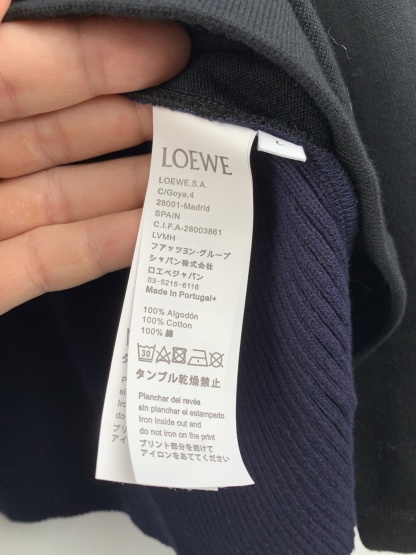 LOEWE
L
LOEWE,S.A.
C/Goya,4
28001-Madrid
SPAIN
C.I.F.A-28003861
LVMH
ファッツョン·グループ
シャパン株式会社
ロエベジャパン
03-5215-6116
Made in Portugai+
100% Algodón
100% Cotton
100% 綿
30
タンブル乾燥禁止
Planchar del revés
sin planchar el estampado
Iron inside out and
do not iron on the print
プリント部分を避けて
アイロンをあててください